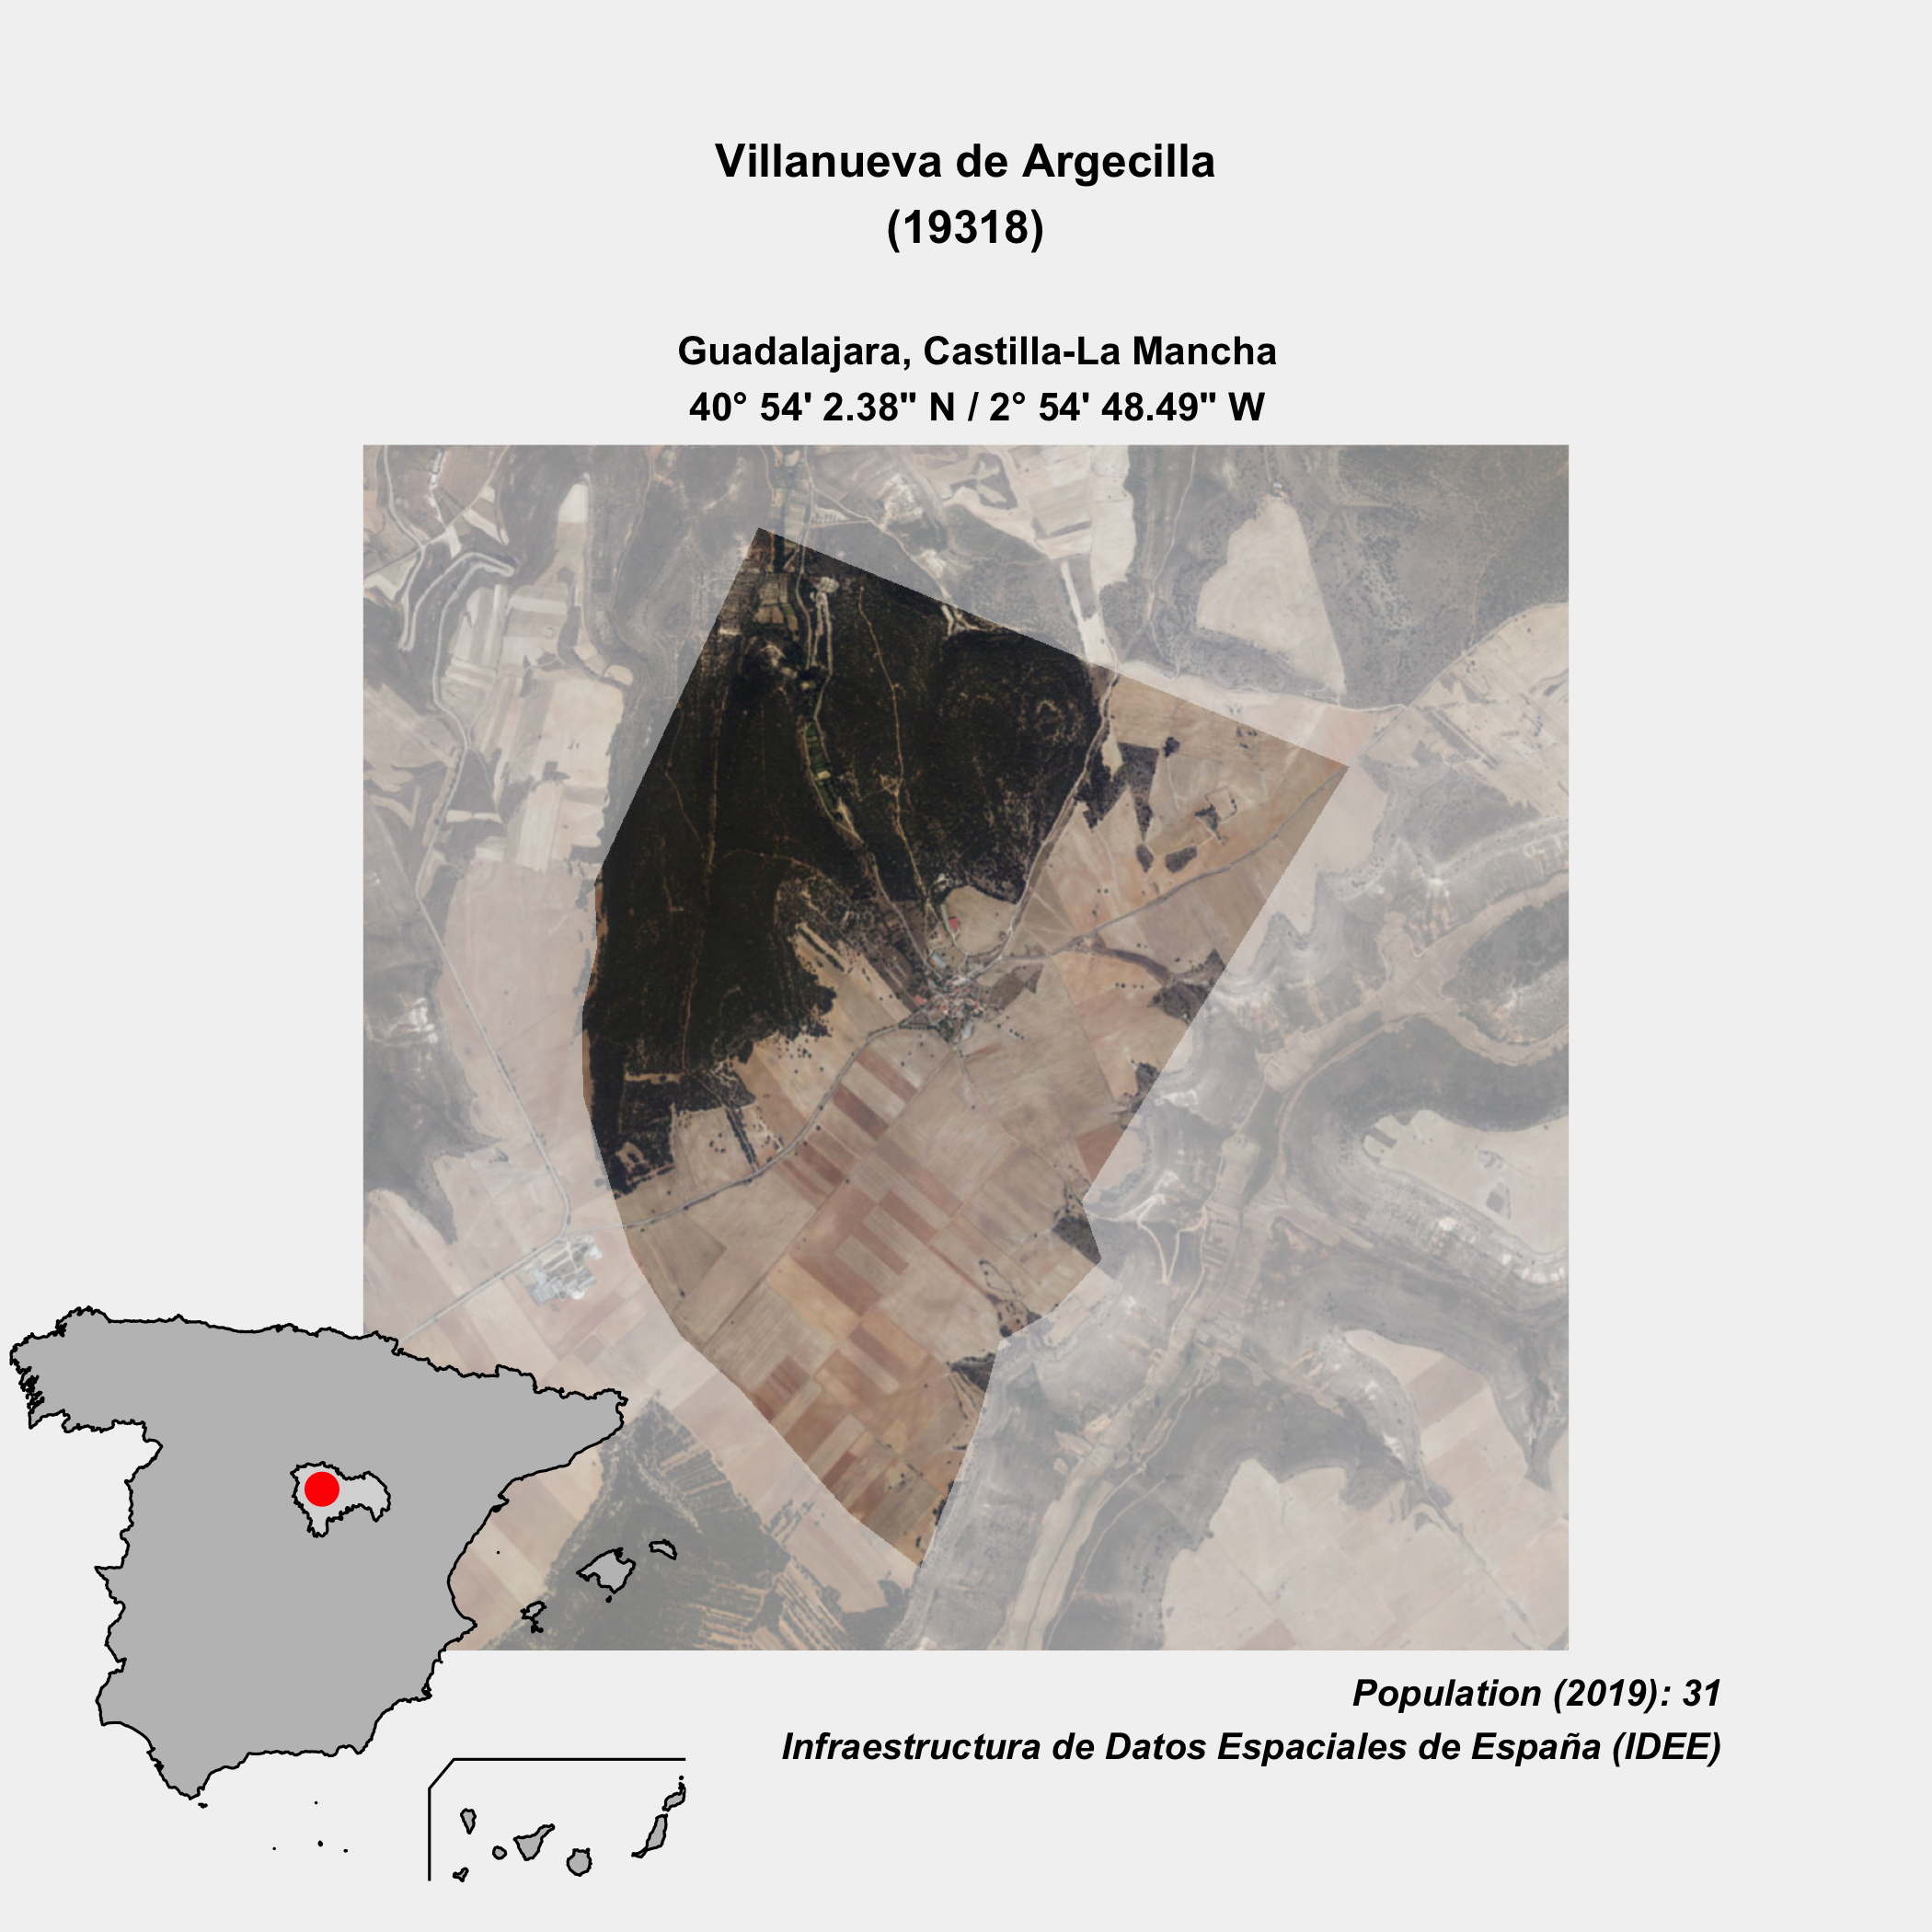 Villanueva de Argecilla
(19318)
Guadalajara, Castilla-La Mancha
40° 54' 2.38" N / 2° 54' 48.49" W
Population (2019): 31
Infraestructura de Datos Espaciales de España (IDEE)